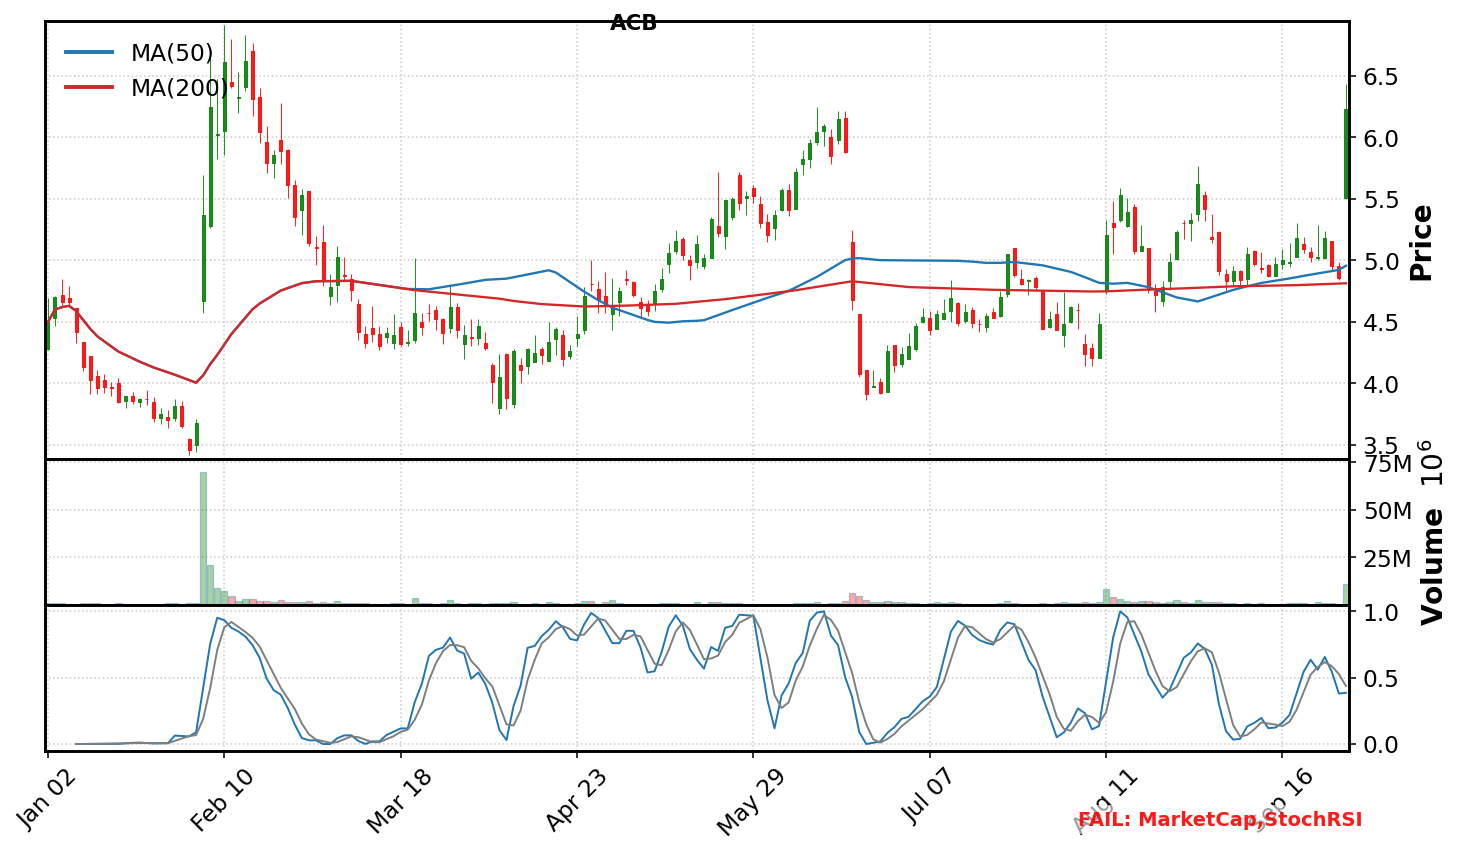 ACB
MA(50)
MA(200)
6.5
6.0
5.5
5.0
4.5
4.0
3.5
Price
75M
50M
25M
Volume 10^6
1.0
0.5
0.0
Jan 02
Feb 10
Mar 18
Apr 23
May 29
Jul 07
Aug 11
Sep 16
FAIL: MarketCap,StochRSI